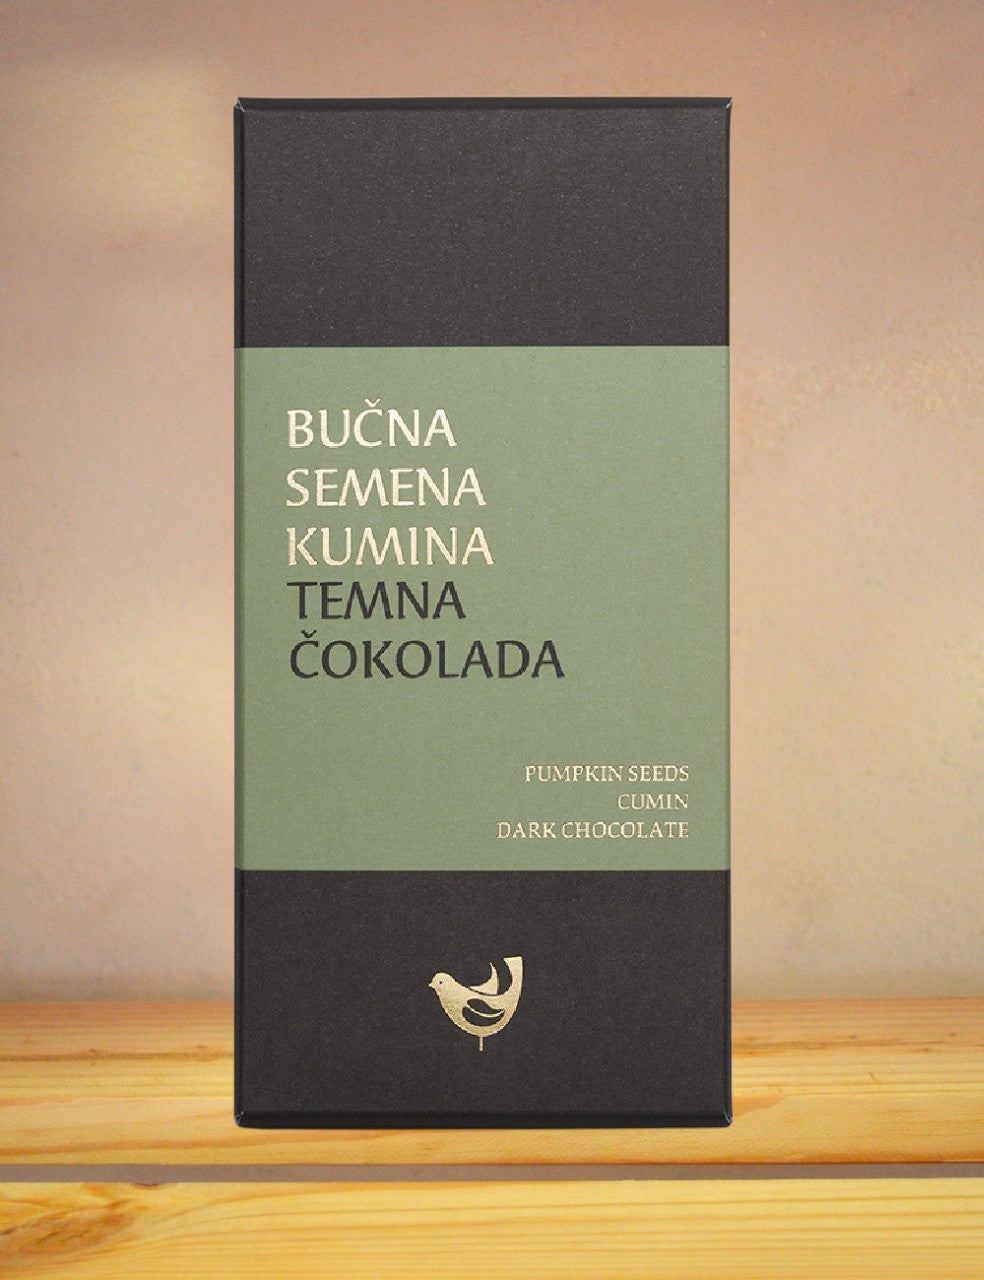 BUČNA
SEMENA
KUMINA
TEMNA
ČOKOLADA
PUMPKIN SEEDS
CUMIN
DARK CHOCOLATE